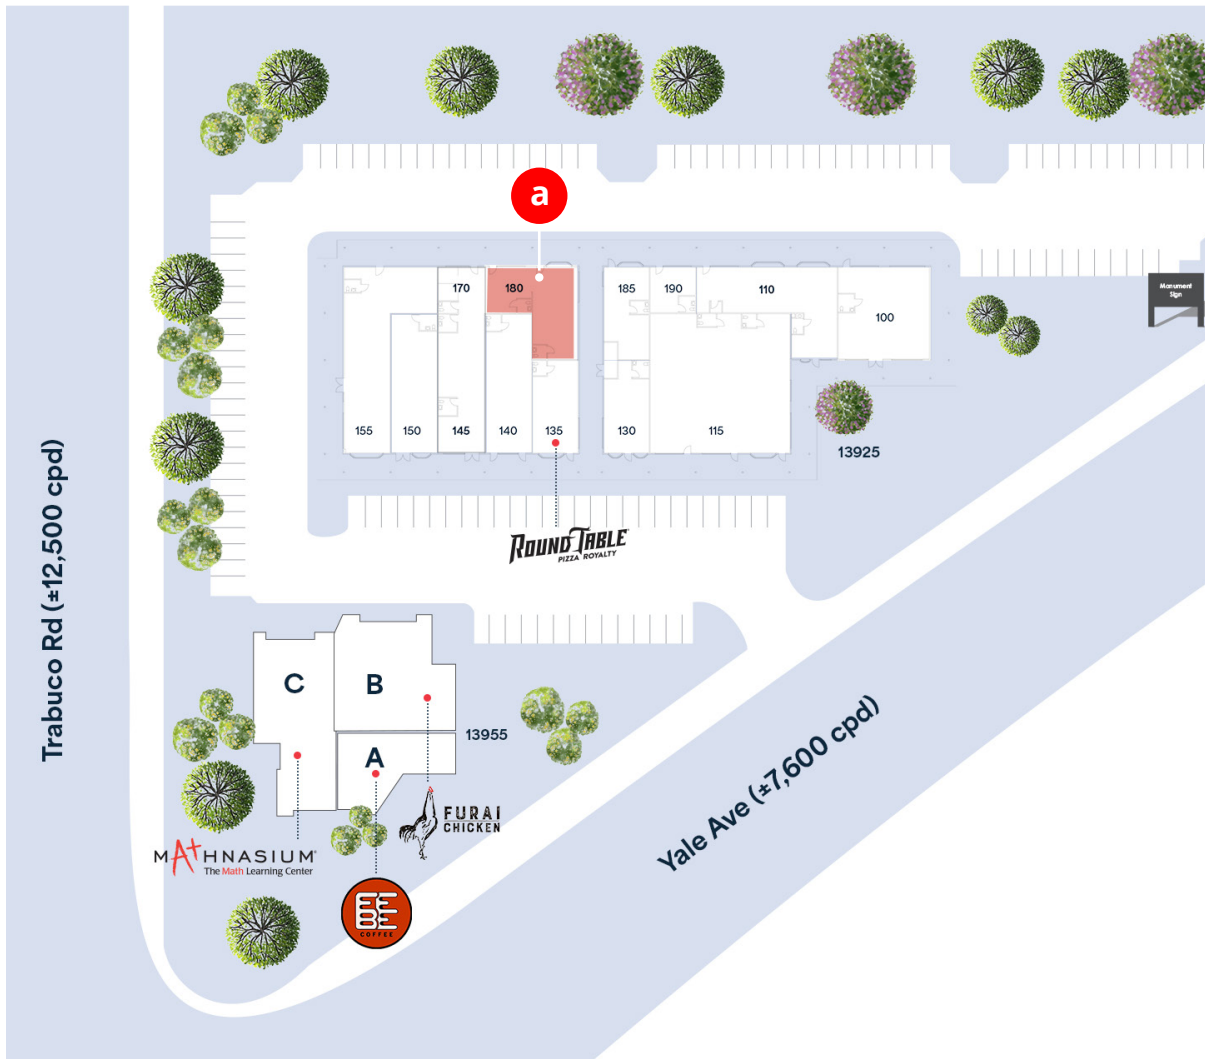 a
170
180
185
190
110
100
Monument
Sign
155
150
145
140
135
130
115
13925
ROUND TABLE
PIZZA ROYALTY
Trabuco Rd (±12,500 cpd)
C
B
A
13955
Yale Ave (±7,600 cpd)
FURAI
CHICKEN
MATHNASIUM®
The Math Learning Center
EE
BE
COFFEE